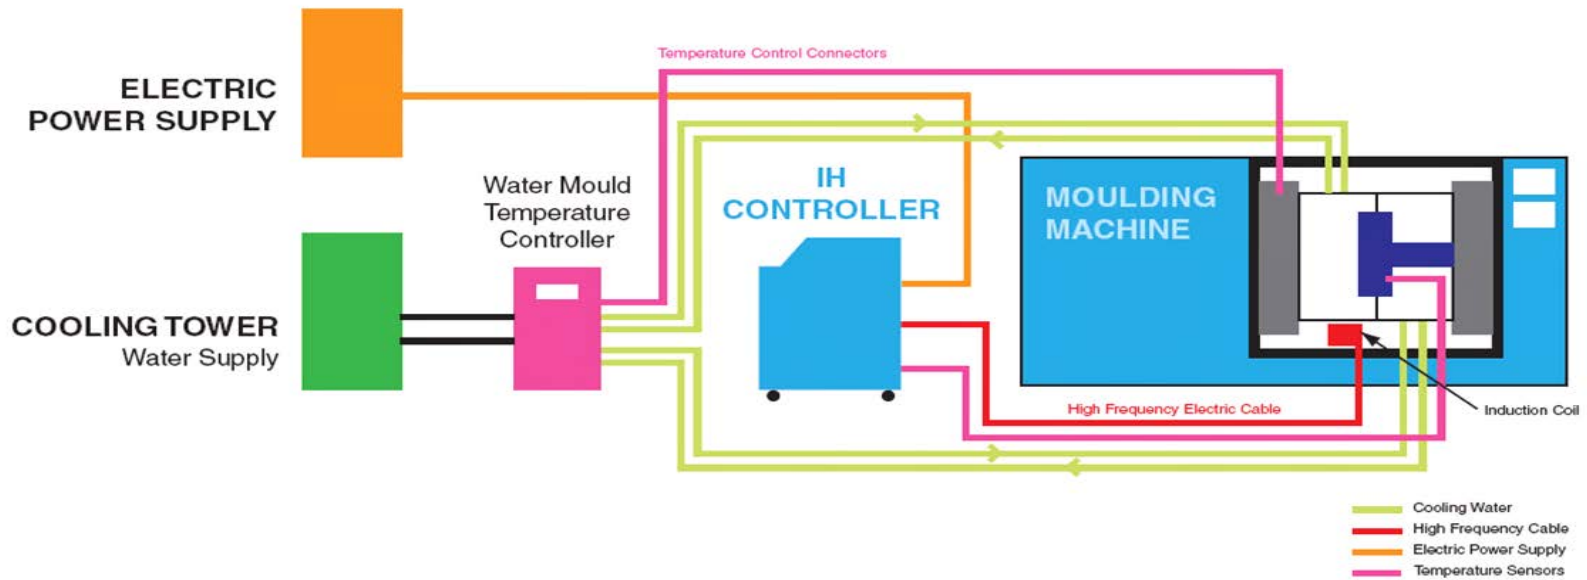 Temperature Control Connectors
ELECTRIC
POWER SUPPLY
Water Mould
Temperature
Controller
IH
CONTROLLER
MOULDING
MACHINE
COOLING TOWER
Water Supply
High Frequency Electric Cable
Induction Coil
Cooling Water
High Frequency Cable
Electric Power Supply
Temperature Sensors